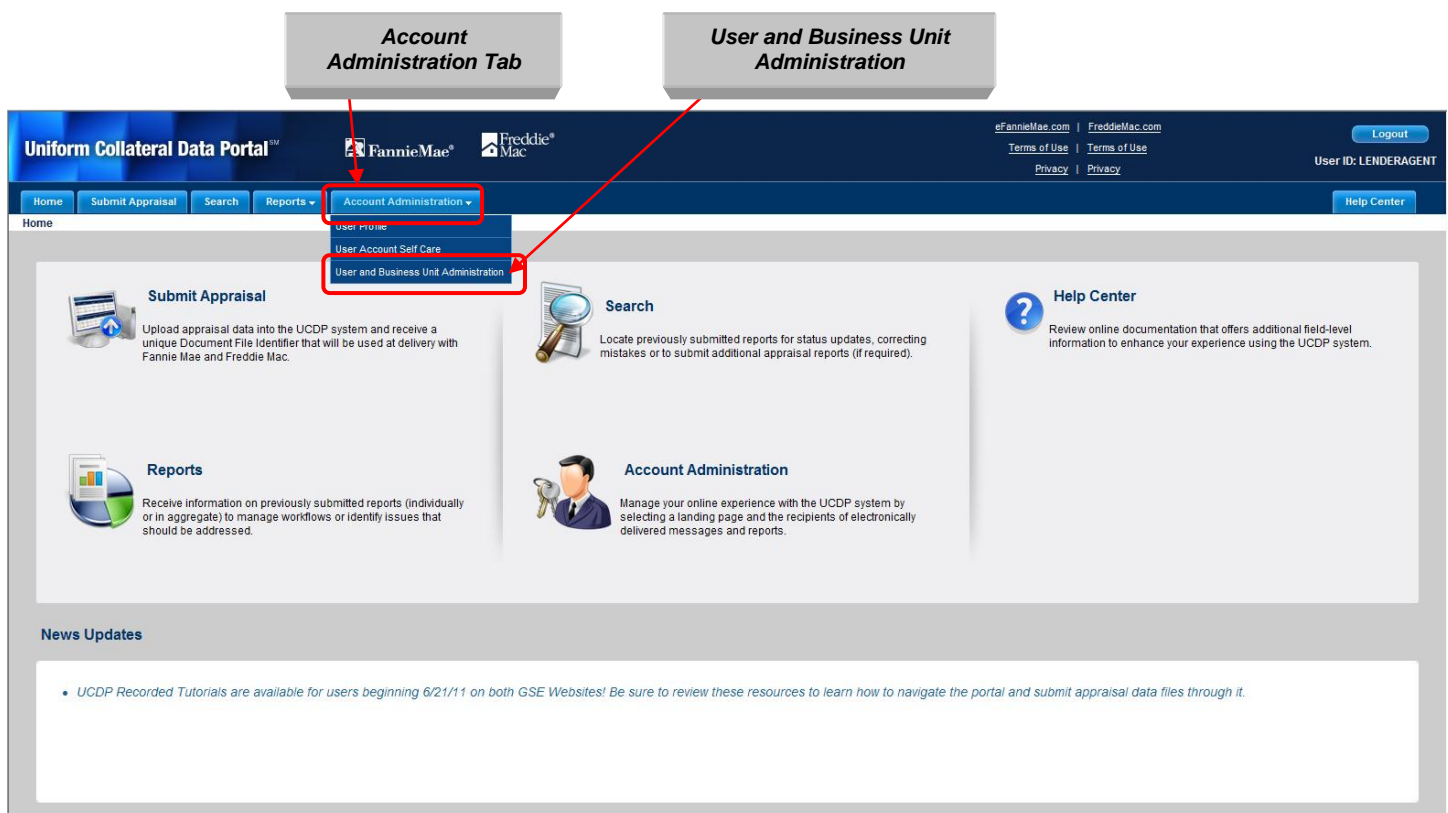 Account
Administration Tab
User and Business Unit
Administration
Uniform Collateral Data Portal℠
FannieMae®
Freddie®
Mac
eFannieMae.com | FreddieMac.com
Terms of Use | Terms of Use
Privacy | Privacy
Logout
User ID: LENDERAGENT
Home Submit Appraisal Search Reports Account Administration Help Center
Home
User Profile
User Account Self Care
User and Business Unit Administration
Submit Appraisal
Upload appraisal data into the UCDP system and receive a
unique Document File Identifier that will be used at delivery with
Fannie Mae and Freddie Mac.
Search
Locate previously submitted reports for status updates, correcting
mistakes or to submit additional appraisal reports (if required).
Help Center
Review online documentation that offers additional field-level
information to enhance your experience using the UCDP system.
Reports
Receive information on previously submitted reports (individually
or in aggregate) to manage workflows or identify issues that
should be addressed.
Account Administration
Manage your online experience with the UCDP system by
selecting a landing page and the recipients of electronically
delivered messages and reports.
News Updates
• UCDP Recorded Tutorials are available for users beginning 6/21/11 on both GSE Websites! Be sure to review these resources to learn how to navigate the portal and submit appraisal data files through it.